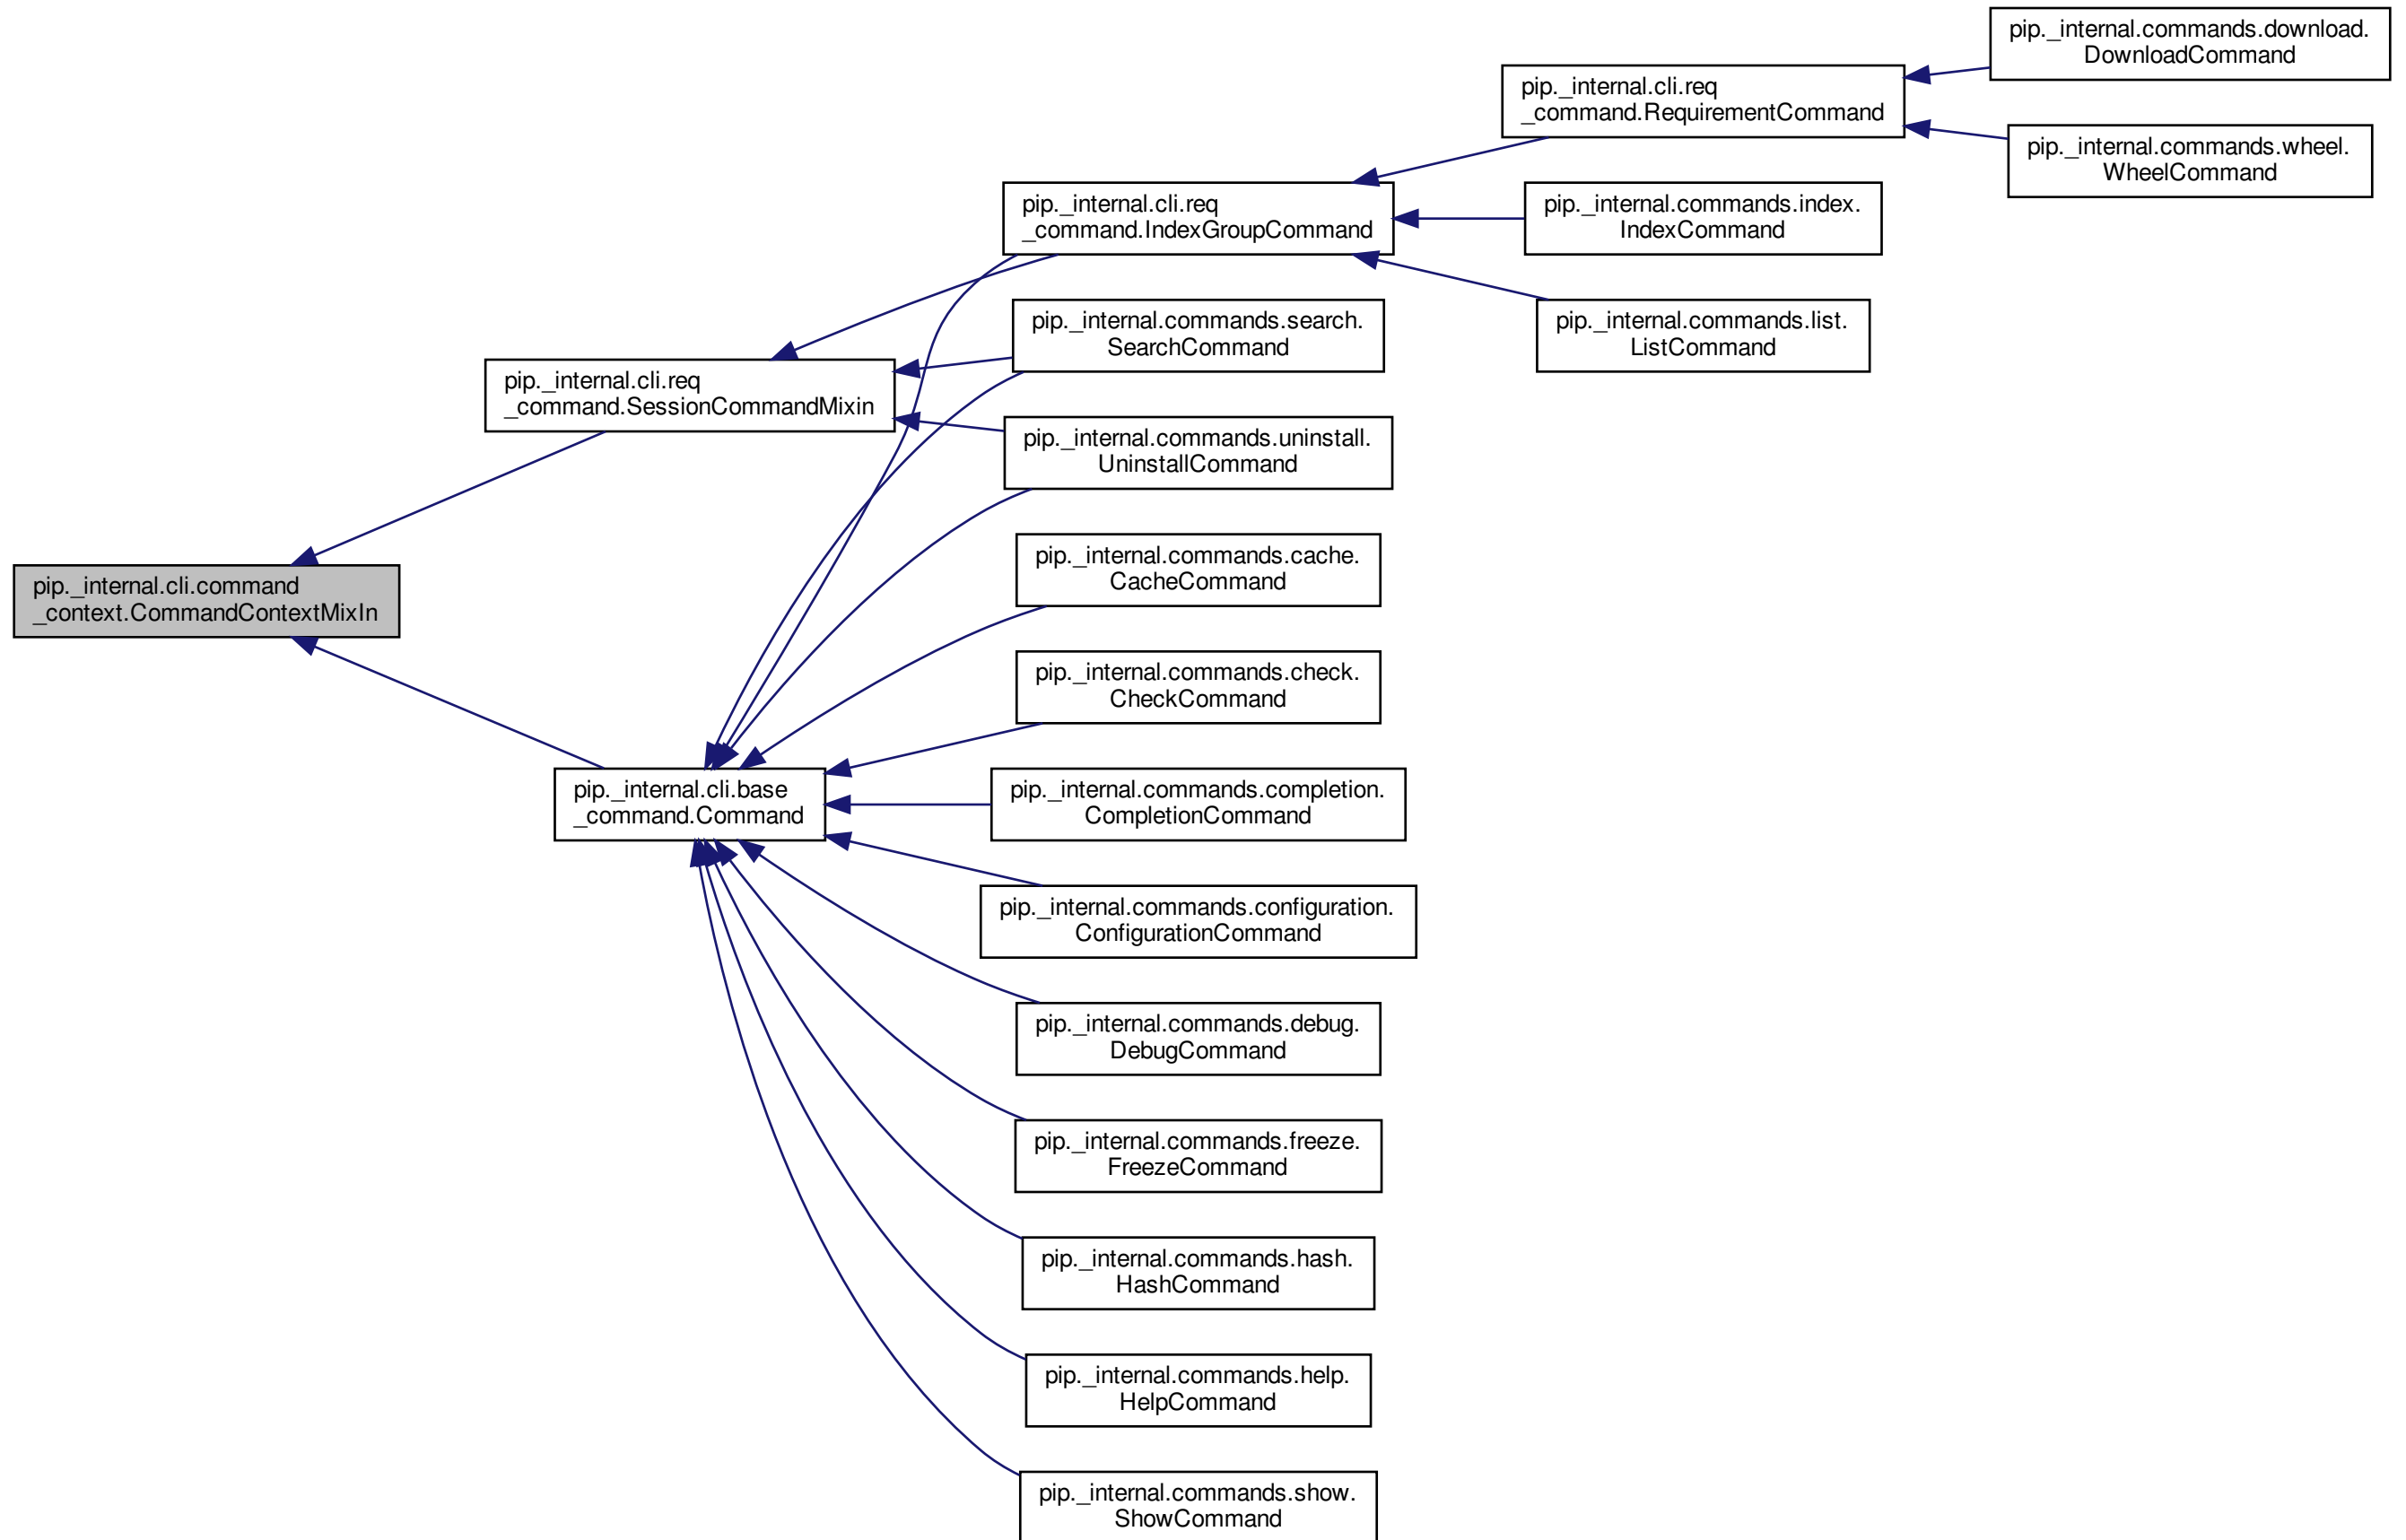 pip._internal.commands.download.
DownloadCommand
pip._internal.cli.req
_command.RequirementCommand
pip._internal.commands.wheel.
WheelCommand
pip._internal.cli.req
_command.IndexGroupCommand
pip._internal.commands.index.
IndexCommand
pip._internal.commands.search.
SearchCommand
pip._internal.commands.list.
ListCommand
pip._internal.cli.req
_command.SessionCommandMixin
pip._internal.commands.uninstall.
UninstallCommand
pip._internal.cli.command
_context.CommandContextMixIn
pip._internal.commands.cache.
CacheCommand
pip._internal.commands.check.
CheckCommand
pip._internal.cli.base
_command.Command
pip._internal.commands.completion.
CompletionCommand
pip._internal.commands.configuration.
ConfigurationCommand
pip._internal.commands.debug.
DebugCommand
pip._internal.commands.freeze.
FreezeCommand
pip._internal.commands.hash.
HashCommand
pip._internal.commands.help.
HelpCommand
pip._internal.commands.show.
ShowCommand